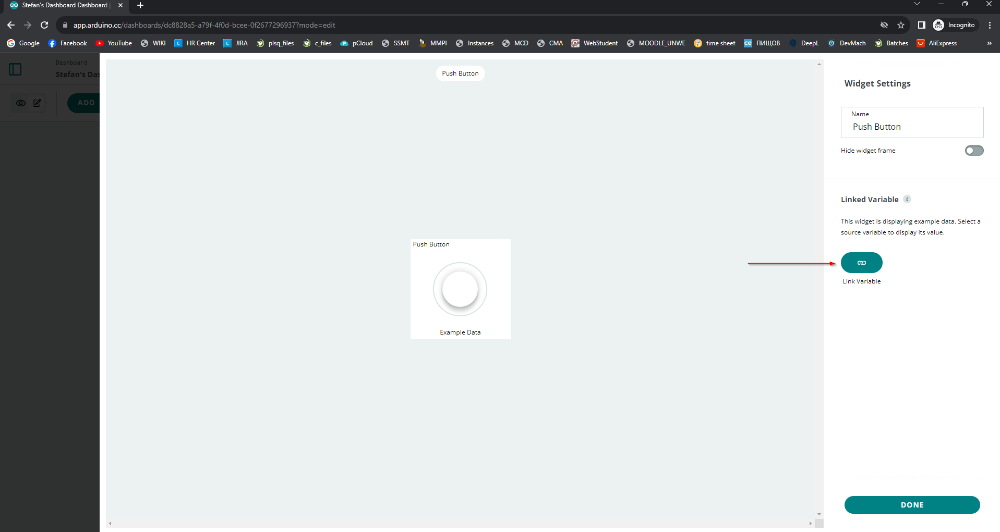 Stefan's Dashboard Dashboard |
app.arduino.cc/dashboards/dc8828a5-a79f-4f0d-bcee-0f2677296937?mode=edit
Incognito
Google Facebook YouTube WIKI HR Center JIRA plsq_files c_files pCloud SSMT MMPI Instances MCD CMA WebStudent MOODLE_UNWE time sheet ПИЩОВ DeepL DevMach Batches AliExpress »
Dashboard
Stefan's Das
ADD
Push Button
Push Button
Example Data
Widget Settings
Name
Push Button
Hide widget frame
Linked Variable i
This widget is displaying example data. Select a
source variable to display its value.
Link Variable
DONE